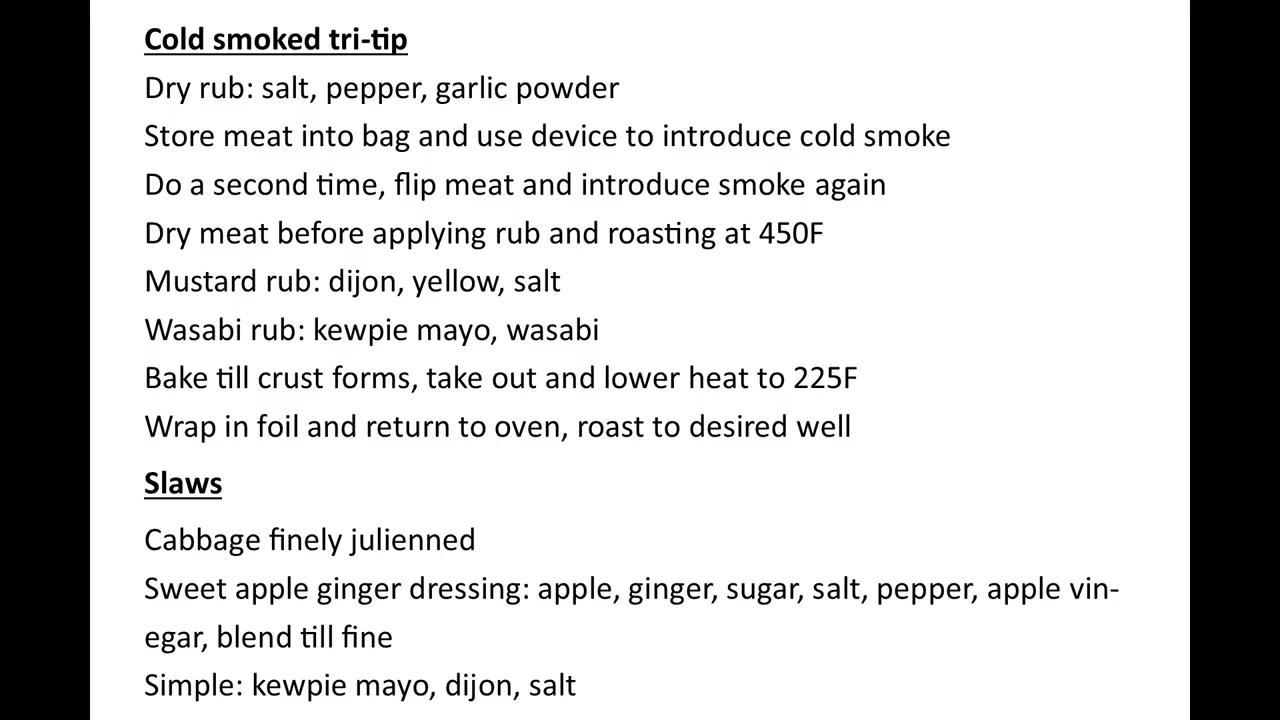 Cold smoked tri-tip
Dry rub: salt, pepper, garlic powder
Store meat into bag and use device to introduce cold smoke
Do a second time, flip meat and introduce smoke again
Dry meat before applying rub and roasting at 450F
Mustard rub: dijon, yellow, salt
Wasabi rub: kewpie mayo, wasabi
Bake till crust forms, take out and lower heat to 225F
Wrap in foil and return to oven, roast to desired well
Slaws
Cabbage finely julienned
Sweet apple ginger dressing: apple, ginger, sugar, salt, pepper, apple vin-
egar, blend till fine
Simple: kewpie mayo, dijon, salt